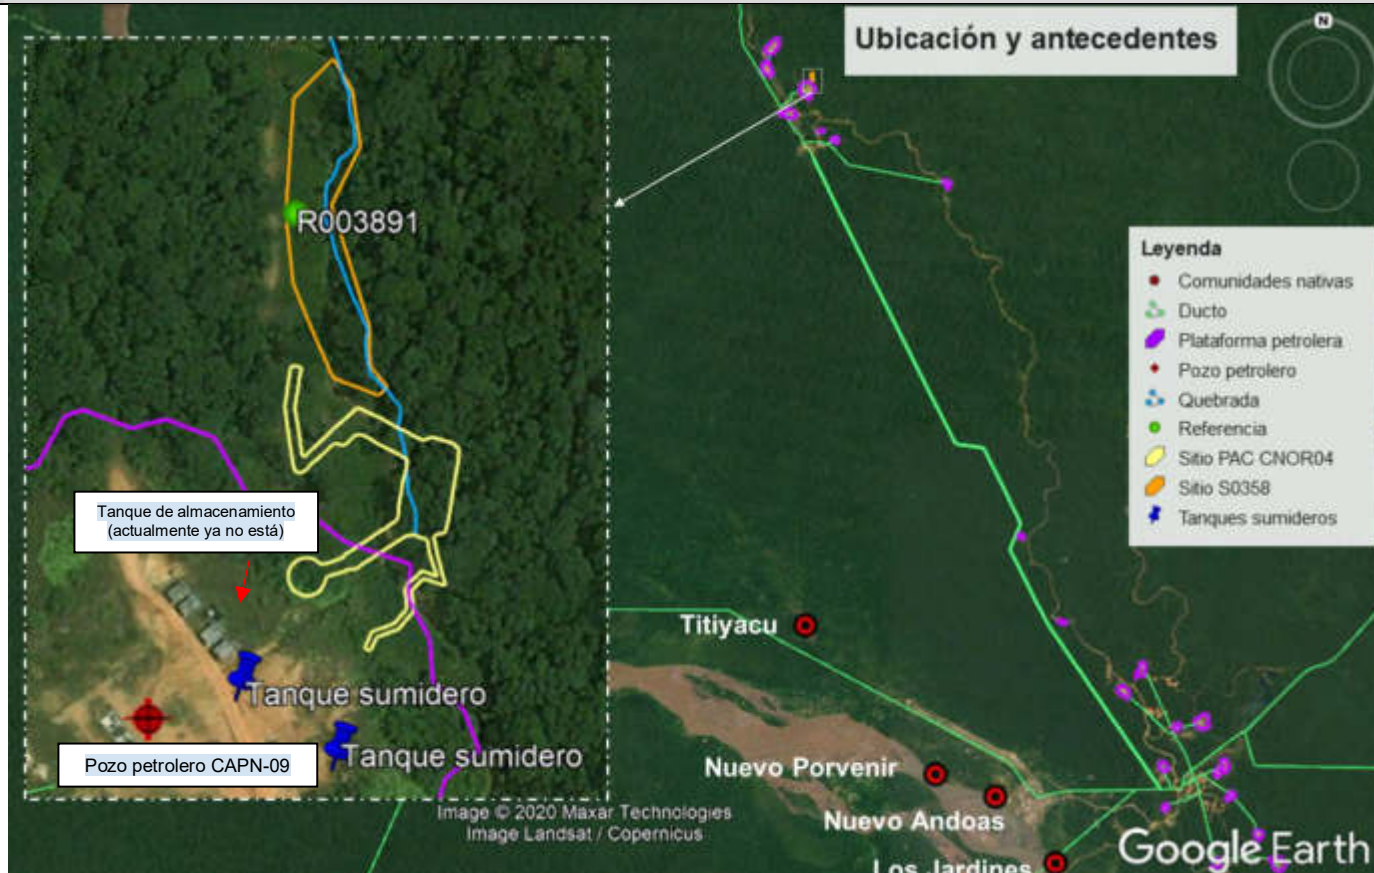 Ubicación y antecedentes
N
R003891
Tanque de almacenamiento
(actualmente ya no está)
Tanque sumidero
Tanque sumidero
Pozo petrolero CAPN-09
Leyenda
Comunidades nativas
Ducto
Plataforma petrolera
Pozo petrolero
Quebrada
Referencia
Sitio PAC CNOR04
Sitio S0358
Tanques sumideros
Titiyacu
Nuevo Porvenir
Nuevo Andoas
Los Jardines
Image © 2020 Maxar Technologies
Image Landsat / Copernicus
Google Earth